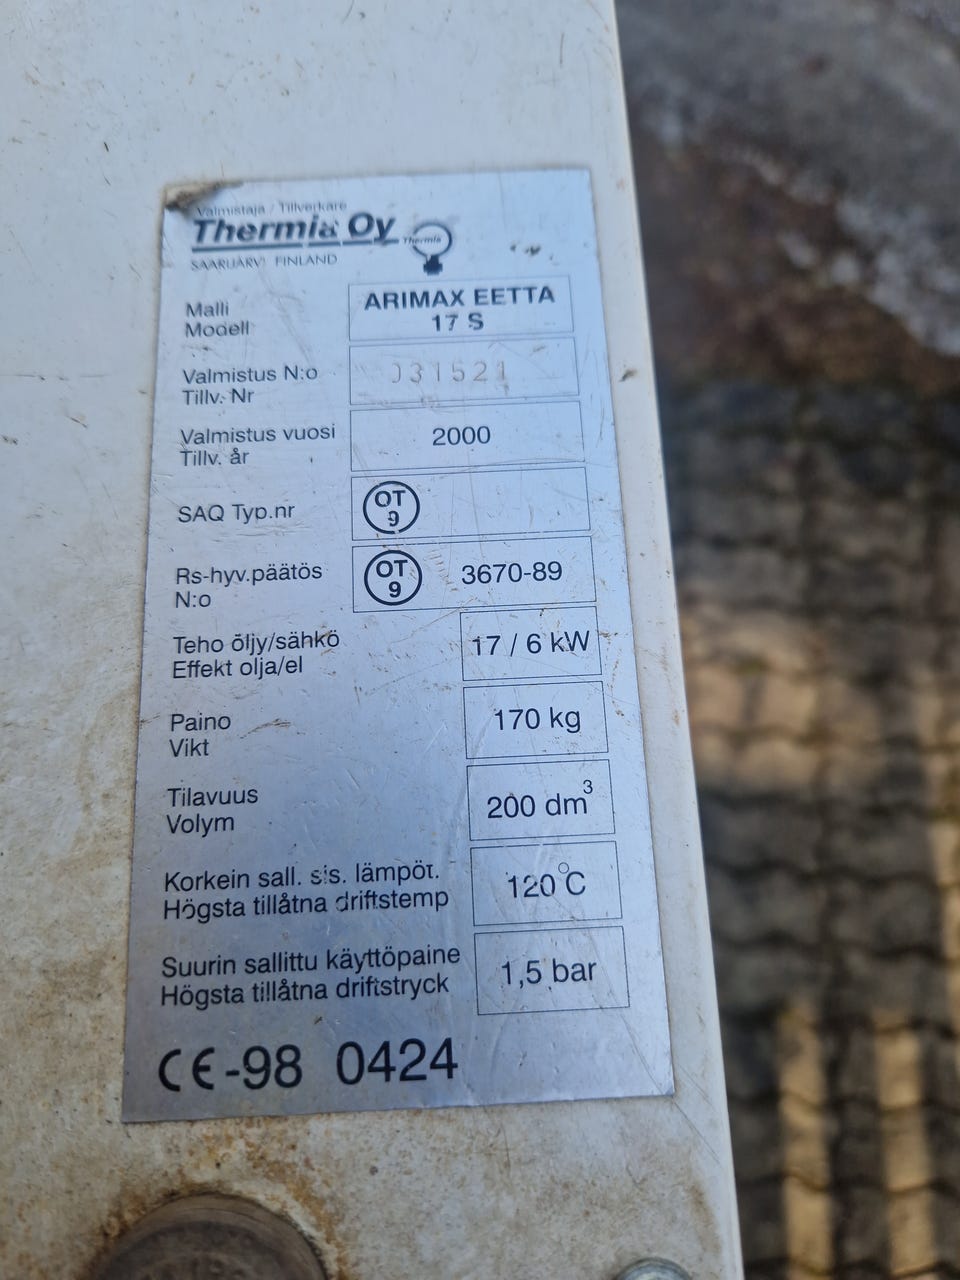 Valmistaja / Tillverkare
Thermia Oy Thermia
SAARIJÄRVI FINLAND
Malli
Modell
ARIMAX EETTA
17 S
Valmistus N:o
Tillv. Nr
031521
Valmistus vuosi
Tillv. år
2000
SAQ Typ.nr
OT
9
Rs-hyv.päätös
N:o
OT
9
3670-89
Teho öljy/sähkö
Effekt olja/el
17 / 6 kW
Paino
Vikt
170 kg
Tilavuus
Volym
200 dm³
Korkein sall. sis. lämpöt.
Högsta tillåtna driftstemp
120°C
Suurin sallittu käyttöpaine
Högsta tillåtna driftstryck
1,5 bar
CE-98 0424